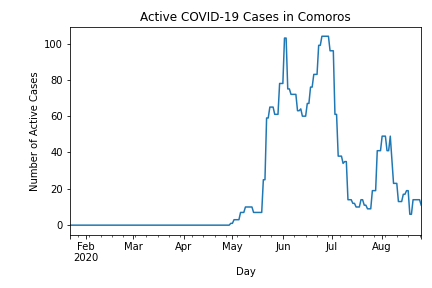 Active COVID-19 Cases in Comoros
Number of Active Cases
100
80
60
40
20
0
Feb Mar Apr May Jun Jul Aug
2020
Day